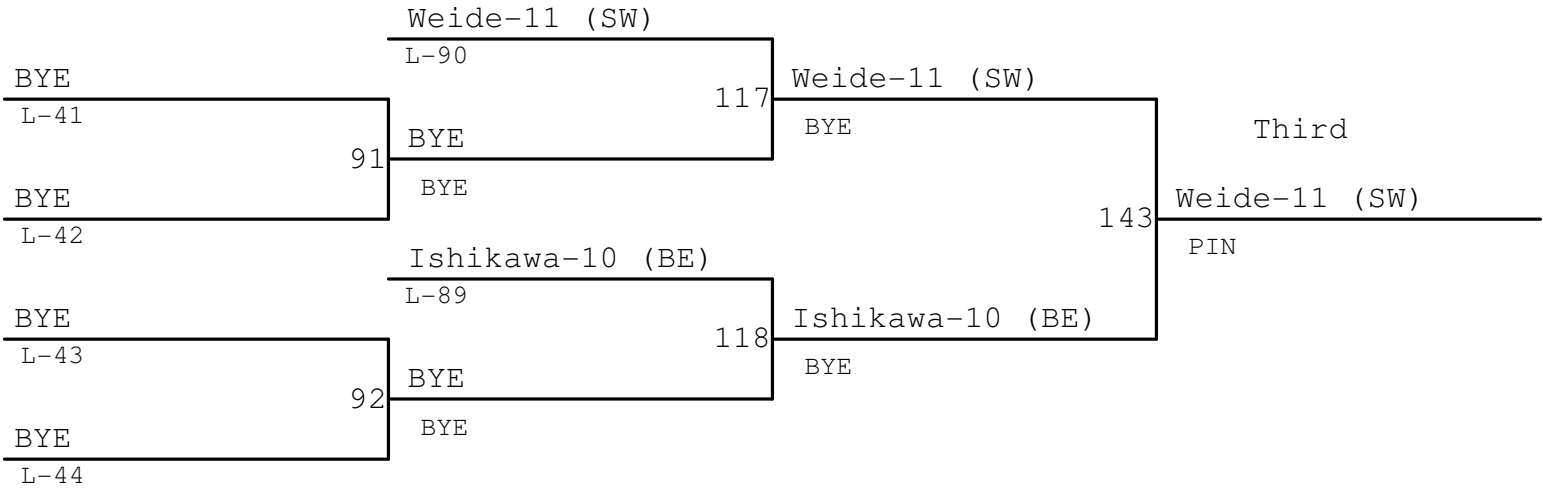 Weide-11 (SW)
L-90
BYE
L-41
117
Weide-11 (SW)
BYE
Third
91
BYE
BYE
BYE
L-42
143
Weide-11 (SW)
PIN
Ishikawa-10 (BE)
L-89
BYE
L-43
118
Ishikawa-10 (BE)
BYE
92
BYE
BYE
BYE
L-44